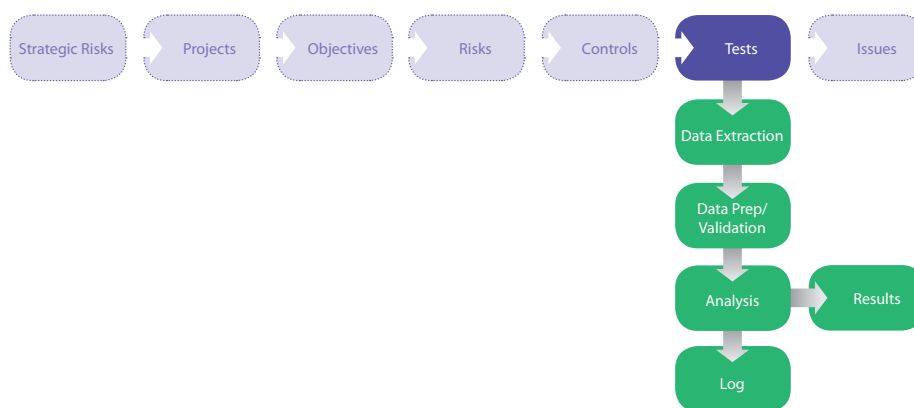 Strategic Risks
Projects
Objectives
Risks
Controls
Tests
Issues
Data Extraction
Data Prep/
Validation
Analysis
Results
Log